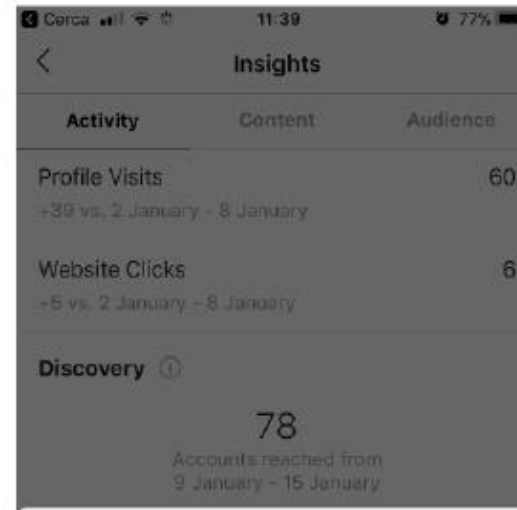 Cerca 11:39 77%
Insights
Activity Content Audience
Profile Visits 60
+39 vs. 2 January - 8 January
Website Clicks 6
+5 vs. 2 January - 8 January
Discovery
78
Accounts reached from
9 January - 15 January